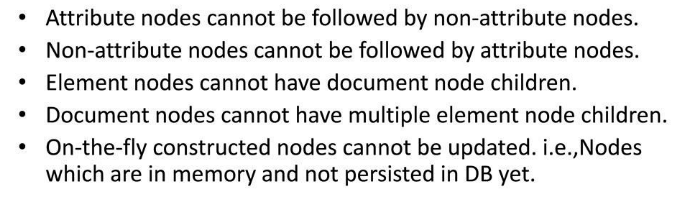 • Attribute nodes cannot be followed by non-attribute nodes.
• Non-attribute nodes cannot be followed by attribute nodes.
• Element nodes cannot have document node children.
• Document nodes cannot have multiple element node children.
• On-the-fly constructed nodes cannot be updated. i.e.,Nodes
which are in memory and not persisted in DB yet.